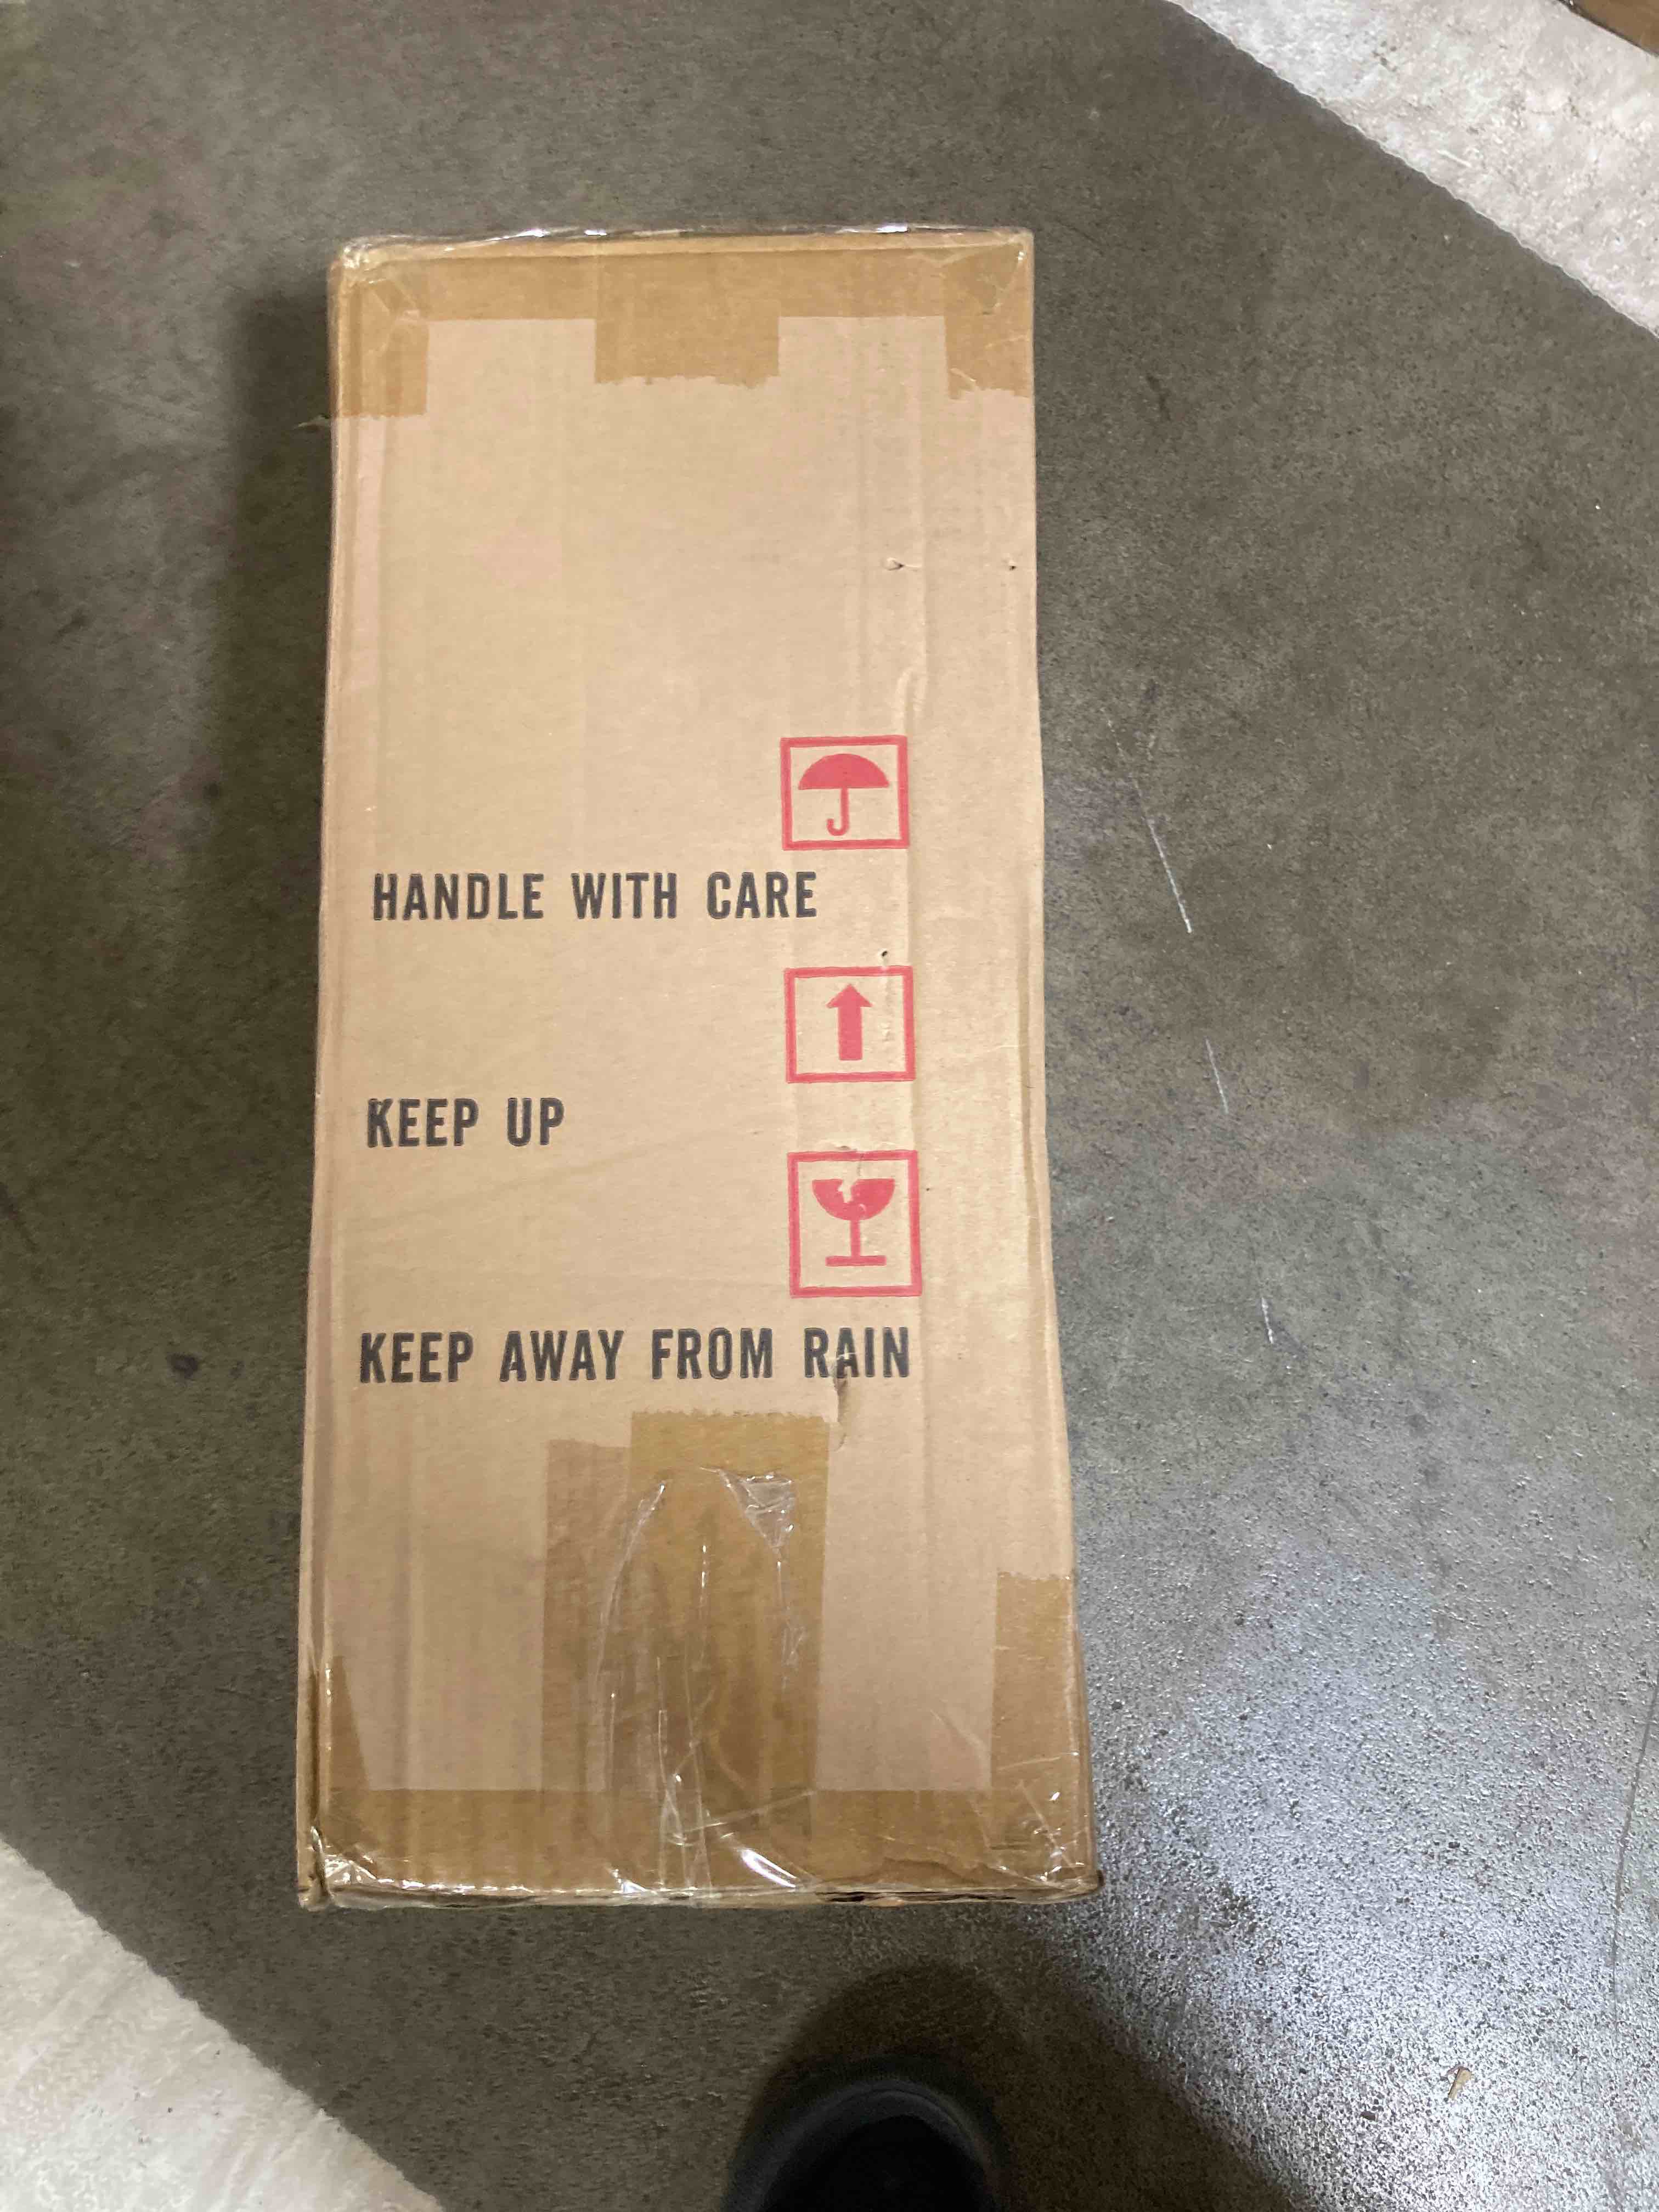 HANDLE WITH CARE
KEEP UP
KEEP AWAY FROM RAIN